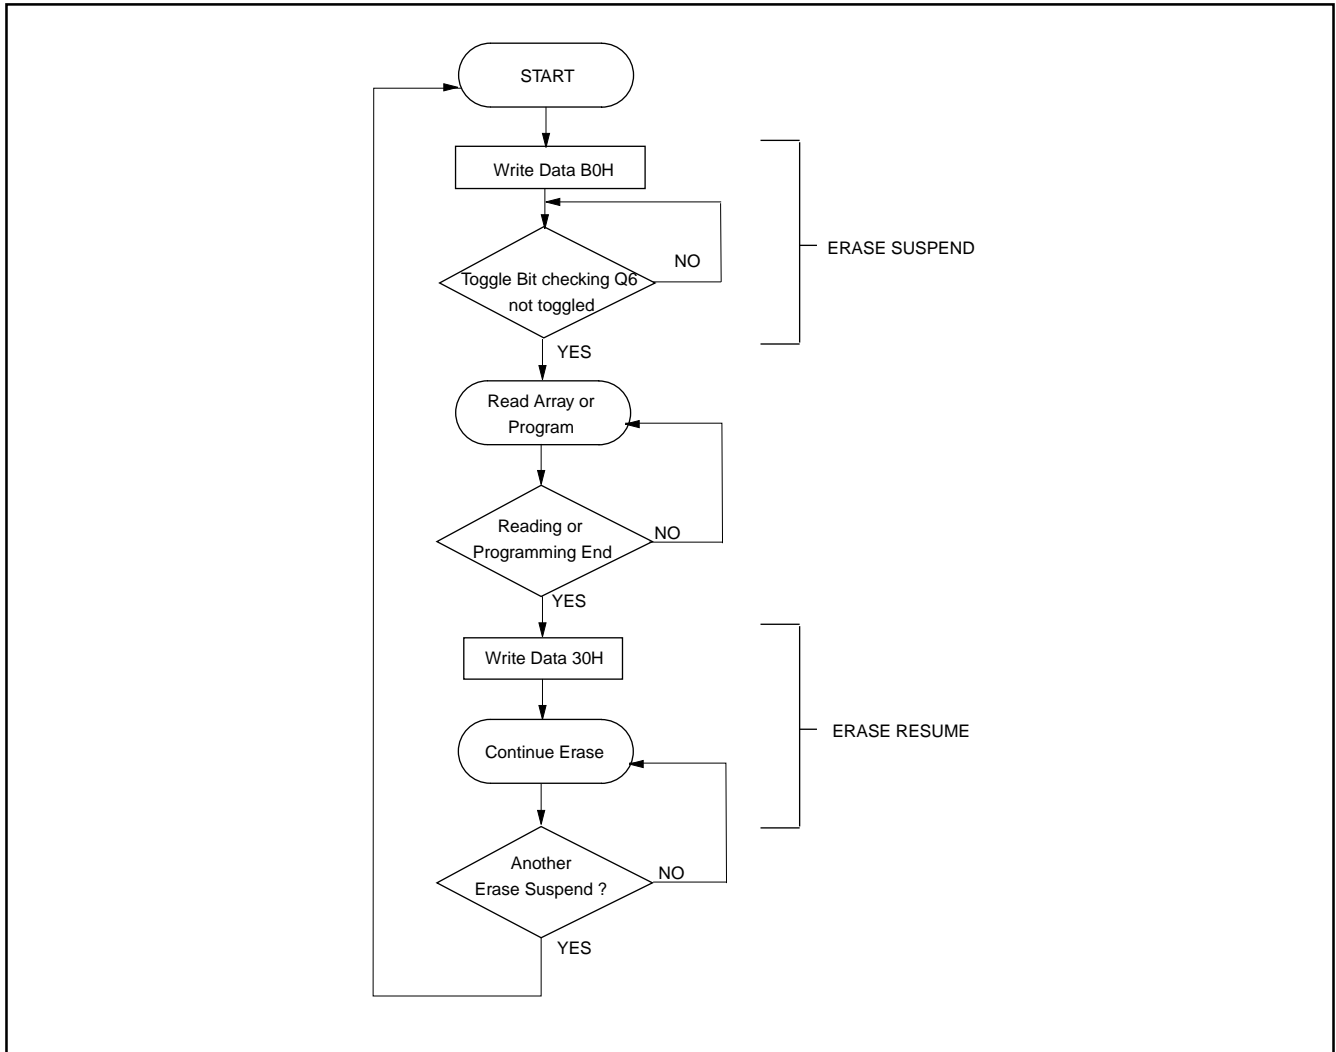 START
Write Data B0H
ERASE SUSPEND
NO
Toggle Bit checking Q6
not toggled
YES
Read Array or
Program
Reading or
NO
Programming End
YES
Write Data 30H
ERASE RESUME
Continue Erase
Another
NO
Erase Suspend ?
YES